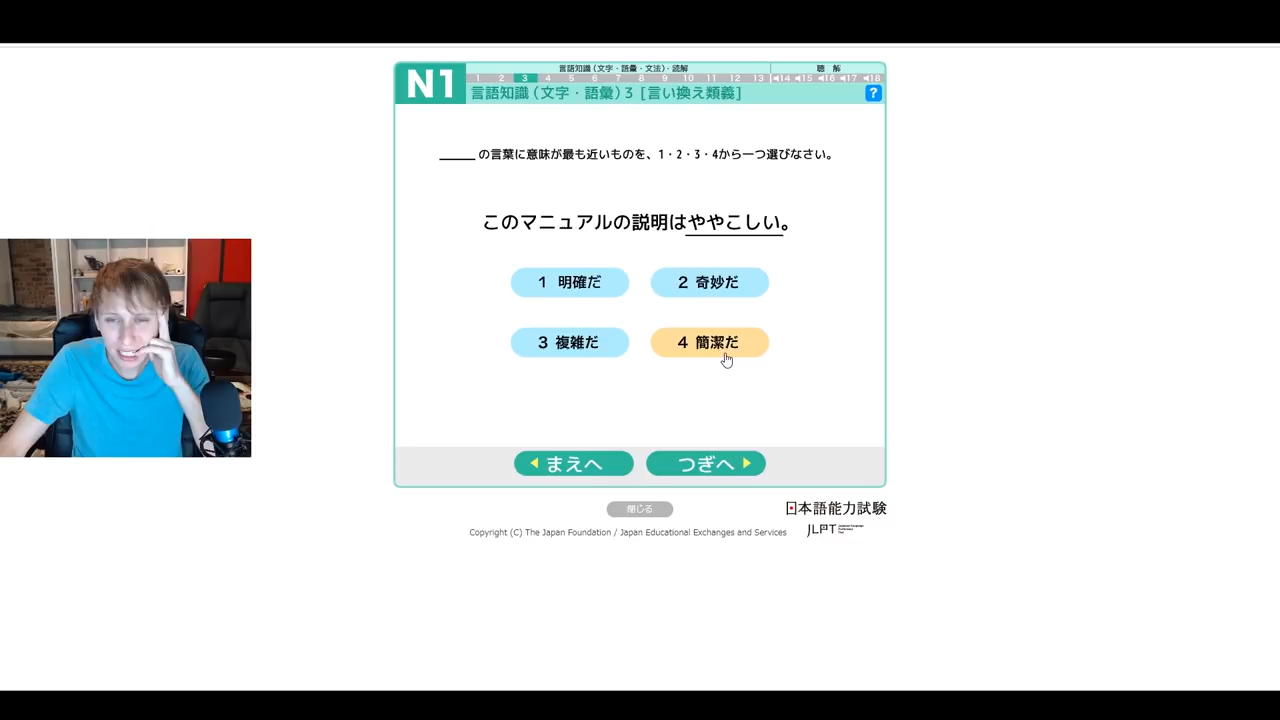 N1
言語知識(文字・語彙・文法)・読解
聴 解
1 2 3 4 5 6 7 8 9 10 11 12 13 14 15 16 17 18
言語知識(文字・語彙)3 [言い換え類義]
?
_____の言葉に意味が最も近いものを、1・2・3・4から一つ選びなさい。
このマニュアルの説明はややこしい。
1 明確だ
2 奇妙だ
3 複雑だ
4 簡潔だ
まえへ
つぎへ
閉じる
日本語能力試験
JLPT
Copyright (C) The Japan Foundation / Japan Educational Exchanges and Services